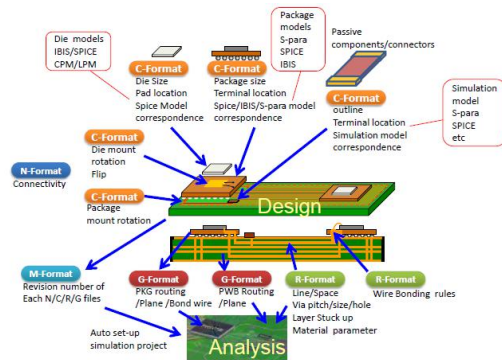 Die models
IBIS/SPICE
CPM/LPM
Package
models
S-para
SPICE
IBIS
Passive
components/connectors
C-Format
Die Size
Pad location
Spice Model
correspondence
C-Format
Package size
Terminal location
Spice/IBIS/S-para model
correspondence
C-Format
outline
Terminal location
Simulation model
correspondence
Simulation
model
S-para
SPICE
etc
C-Format
Die mount
rotation
Flip
N-Format
Connectivity
C-Format
Package
mount rotation
Design
M-Format
Revision number of
Each N/C/R/G files
G-Format
PKG routing
/Plane/Bond wire
G-Format
PWB Routing
/Plane
R-Format
Line/Space
Via pitch/size/hole
Layer Stuck up
Material parameter
R-Format
Wire Bonding rules
Auto set-up
simulation project
Analysis